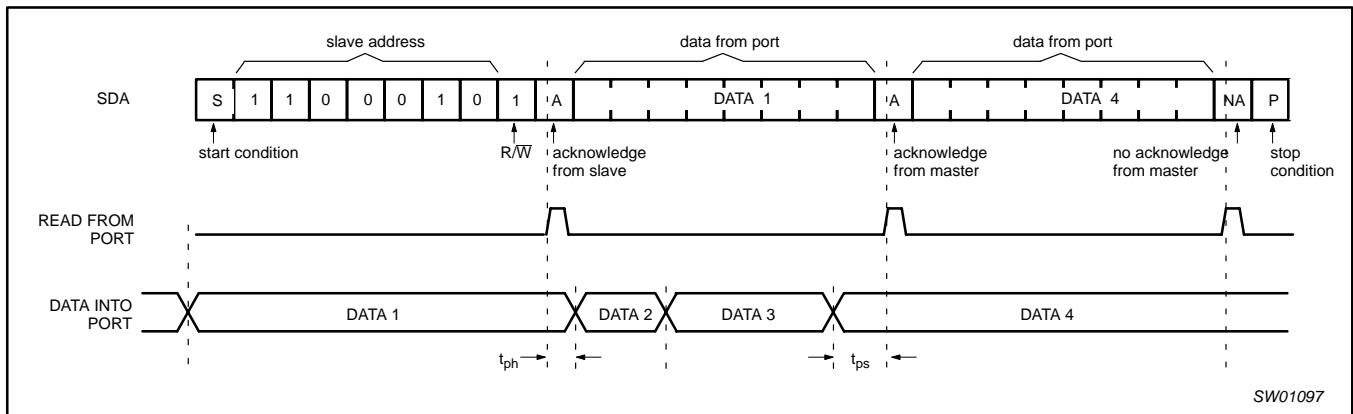 slave address data from port data from port
SDA S 1 1 0 0 0 1 0 1 A DATA 1 A DATA 4 NA P
start condition R/W̅ acknowledge from slave acknowledge from master no acknowledge from master stop condition
READ FROM
PORT
DATA INTO
PORT
DATA 1 DATA 2 DATA 3 DATA 4
tph tps
SW01097